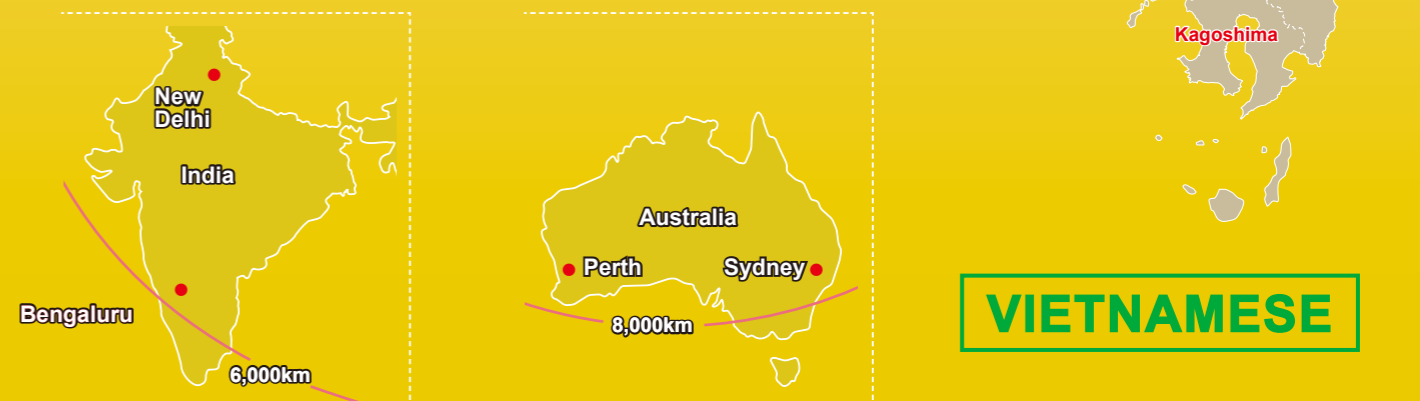 New
Delhi
India
Bengaluru
6,000km
Australia
Perth
Sydney
8,000km
Kagoshima
VIETNAMESE